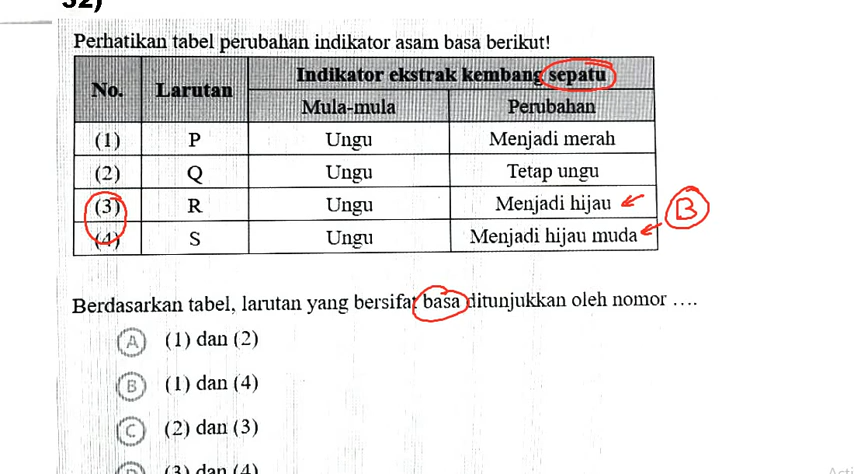 32)
Perhatikan tabel perubahan indikator asam basa berikut!
No. Larutan Indikator ekstrak kembang sepatu
Mula-mula Perubahan
(1) P Ungu Menjadi merah
(2) Q Ungu Tetap ungu
(3) R Ungu Menjadi hijau
B
(4) S Ungu Menjadi hijau muda
Berdasarkan tabel, larutan yang bersifat basa ditunjukkan oleh nomor ….
A (1) dan (2)
B (1) dan (4)
C (2) dan (3)
D (3) dan (4)